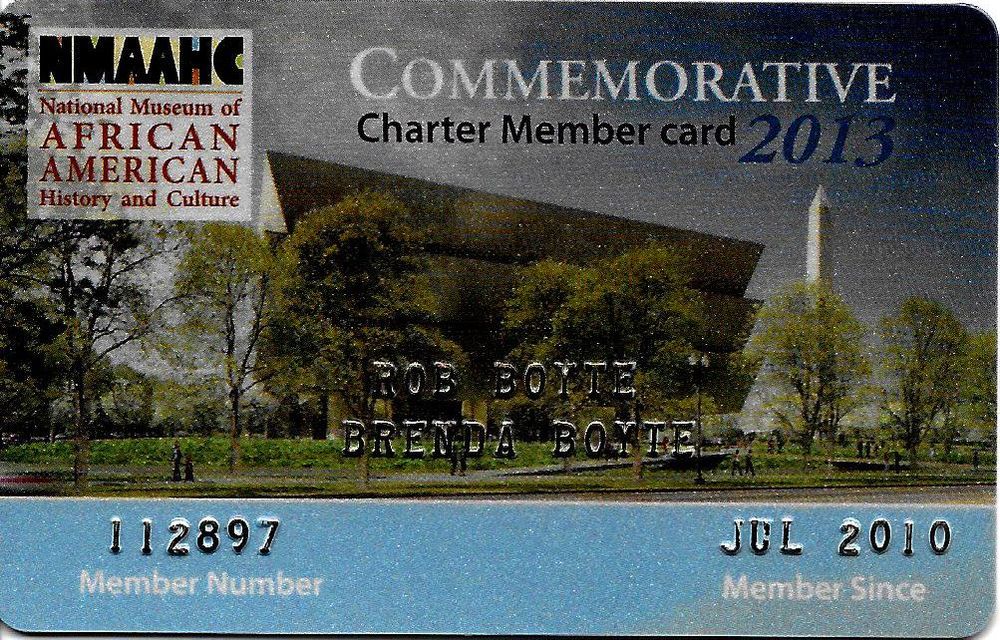 NMAAHC
National Museum of
AFRICAN
AMERICAN
History and Culture
COMMEMORATIVE
Charter Member card 2013
ROB BOYTE
BRENDA BOYTE
112897
Member Number
JUL 2010
Member Since